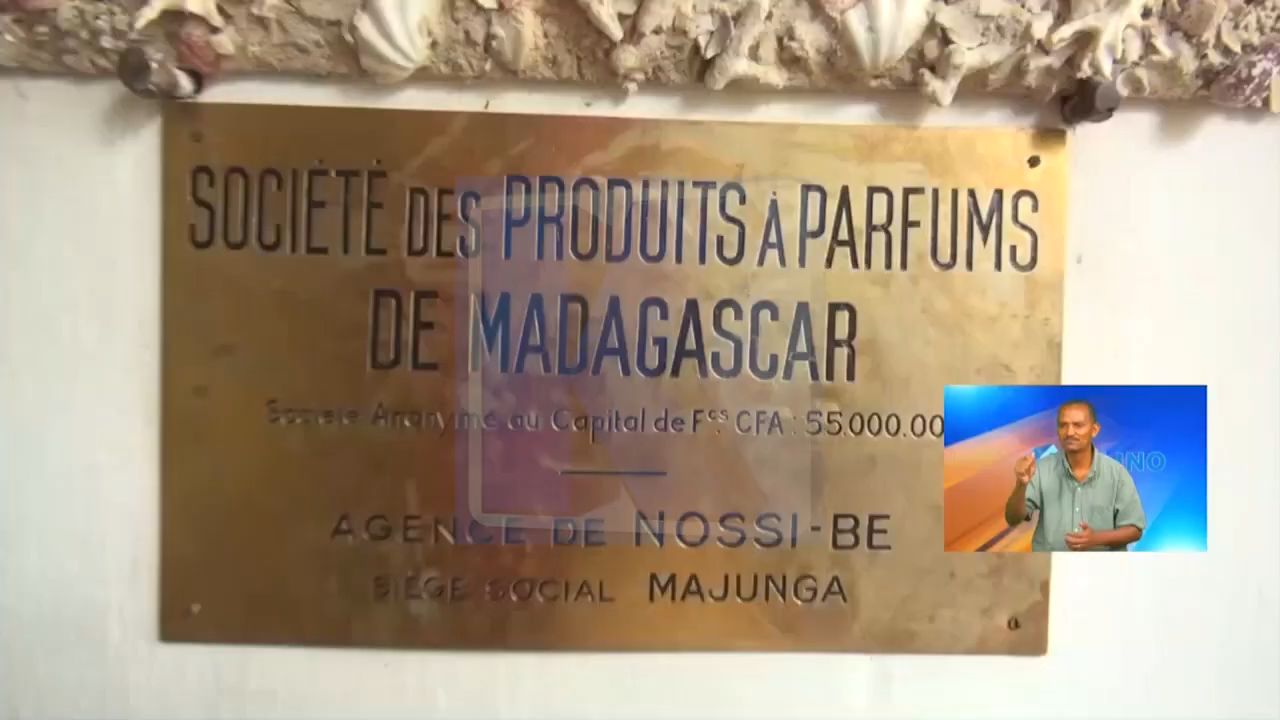 SOCIÉTÉ DES PRODUITS À PARFUMS
DE MADAGASCAR
Société Anonyme au Capital de Fcs CFA : 55.000.00
AGENCE DE NOSSI-BE
SIÈGE SOCIAL MAJUNGA